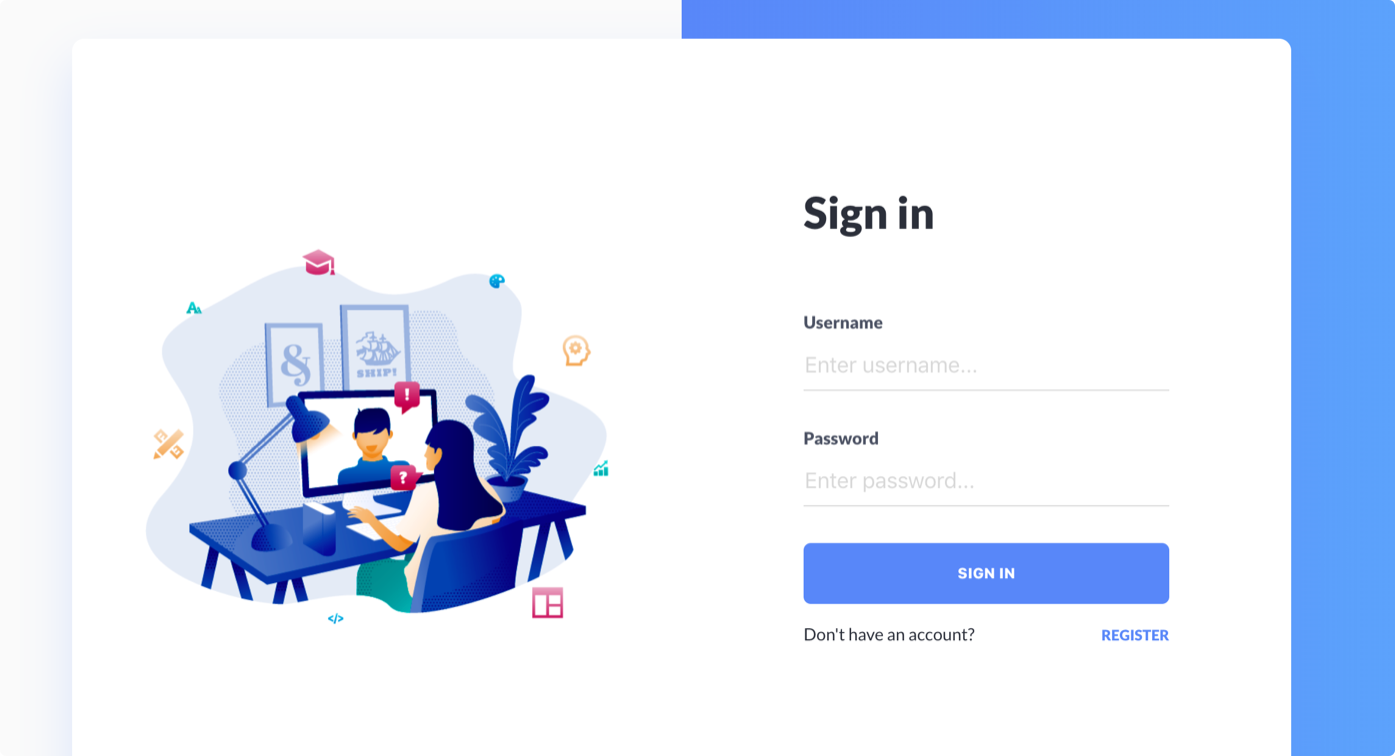 Sign in
Username
Enter username...
Password
Enter password...
SIGN IN
Don't have an account?
REGISTER
A A
&
SHIP!
!
?
</>